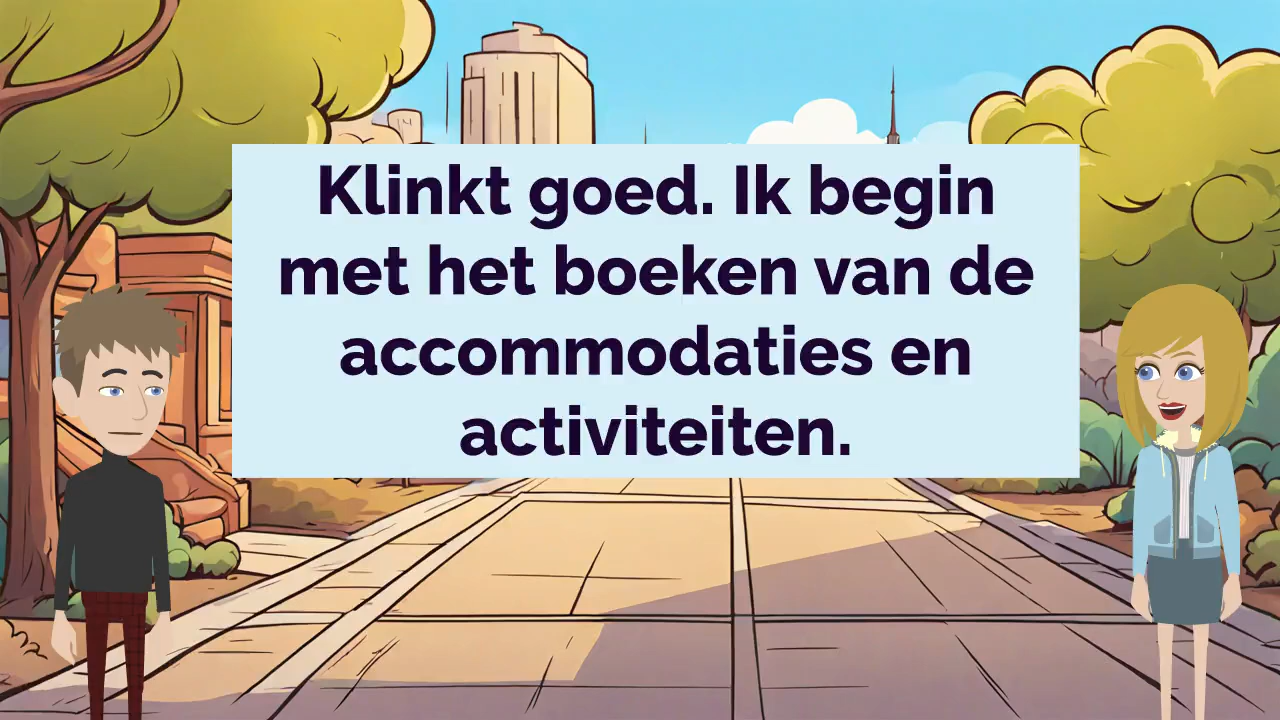 Klinkt goed. Ik begin
met het boeken van de
accommodaties en
activiteiten.